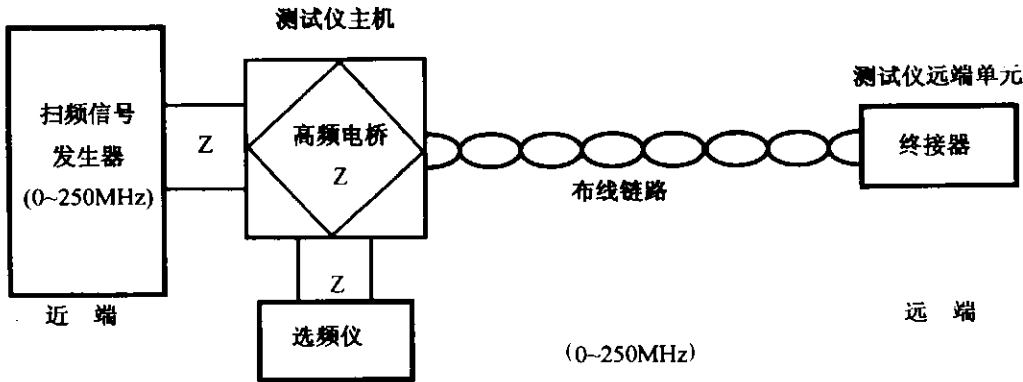 测试仪主机
测试仪远端单元
扫频信号
发生器
(0~250MHz)
Z
高频电桥
Z
布线链路
终接器
Z
近 端
选频仪
远 端
(0~250MHz)